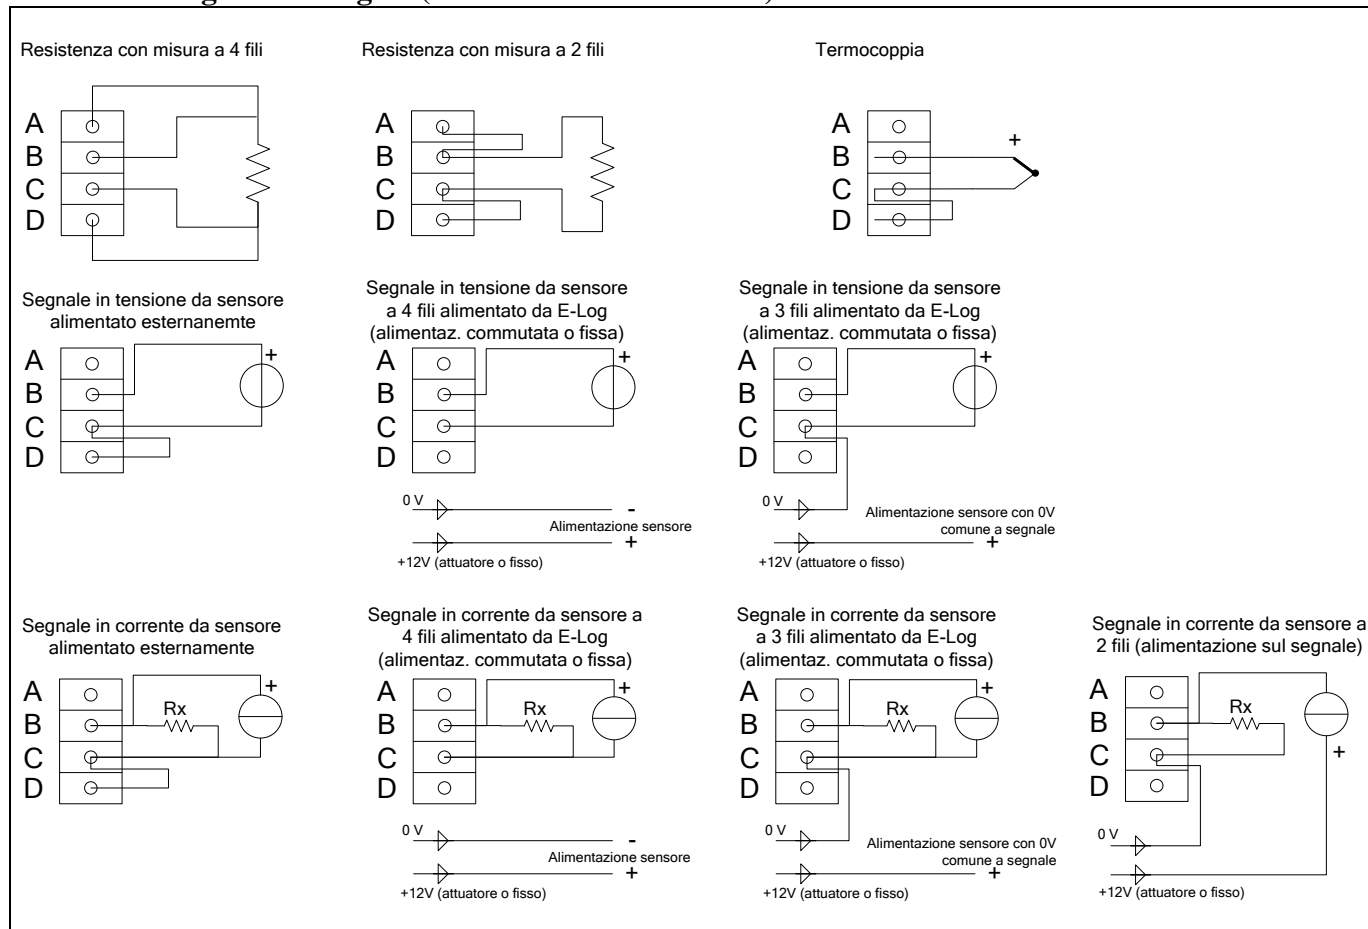 Resistenza con misura a 4 fili
A
B
C
D
Resistenza con misura a 2 fili
A
B
C
D
Termocoppia
A
B
C
D
+
Segnale in tensione da sensore
alimentato esternanemte
A
B
C
D
+
Segnale in tensione da sensore
a 4 fili alimentato da E-Log
(alimentaz. commutata o fissa)
A
B
C
D
+
0 V
-
Alimentazione sensore
+
+12V (attuatore o fisso)
Segnale in tensione da sensore
a 3 fili alimentato da E-Log
(alimentaz. commutata o fissa)
A
B
C
D
+
0 V
Alimentazione sensore con 0V
comune a segnale
+
+12V (attuatore o fisso)
Segnale in corrente da sensore
alimentato esternamente
A
B
C
D
Rx
+
Segnale in corrente da sensore a
4 fili alimentato da E-Log
(alimentaz. commutata o fissa)
A
B
C
D
Rx
+
0 V
-
Alimentazione sensore
+
+12V (attuatore o fisso)
Segnale in corrente da sensore
a 3 fili alimentato da E-Log
(alimentaz. commutata o fissa)
A
B
C
D
Rx
+
0 V
Alimentazione sensore con 0V
comune a segnale
+
+12V (attuatore o fisso)
Segnale in corrente da sensore a
2 fili (alimentazione sul segnale)
A
B
C
D
Rx
+
0 V
+12V (attuatore o fisso)